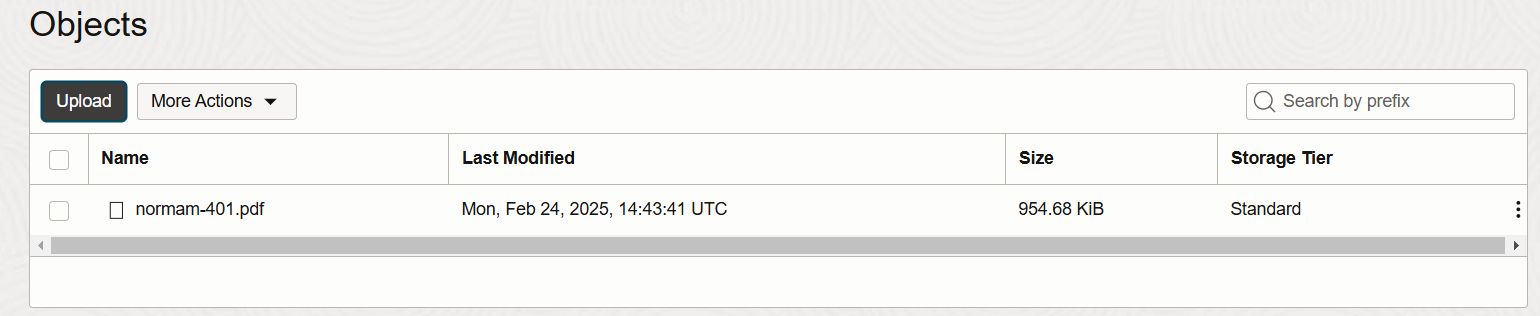 Objects
Upload More Actions Search by prefix
Name Last Modified Size Storage Tier
normam-401.pdf Mon, Feb 24, 2025, 14:43:41 UTC 954.68 KiB Standard